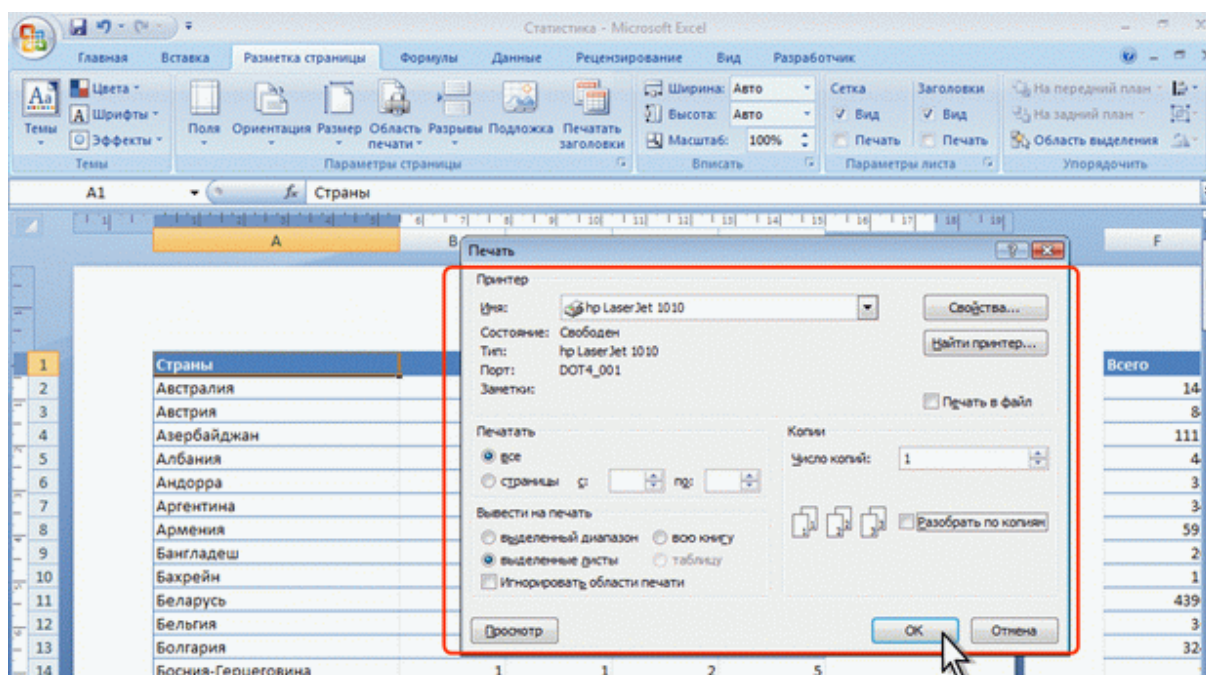 Статистика - Microsoft Excel
Главная Вставка Разметка страницы Формулы Данные Рецензирование Вид Разработчик
Цвета Ширина: Авто Сетка Заголовки На передний план
Шрифты Высота: Авто Вид Вид На задний план
Темы Эффекты Поля Ориентация Размер Область печати Разрывы Подложка Печатать заголовки Масштаб: 100% Печать Печать Область выделения
Темы Параметры страницы Вписать Параметры листа Упорядочить
A1 fx Страны
A B F
Печать
Принтер
Имя: hp LaserJet 1010 Свойства...
Состояние: Свободен
Тип: hp LaserJet 1010 Найти принтер...
Порт: DOT4_001
Заметки: Печать в файл
Печатать Копии
все Число копий: 1
страницы с: по:
Вывести на печать
выделенный диапазон всю книгу Разобрать по копиям
выделенные листы таблицу
Игнорировать области печати
Просмотр OK Отмена
1 Страны Всего
2 Австралия 14
3 Австрия 8
4 Азербайджан 111
5 Албания 4
6 Андорра 3
7 Аргентина 3
8 Армения 59
9 Бангладеш 2
10 Бахрейн 1
11 Беларусь 439
12 Бельгия 3
13 Болгария 32
14 Босния-Герцеговина 1 1 2 5